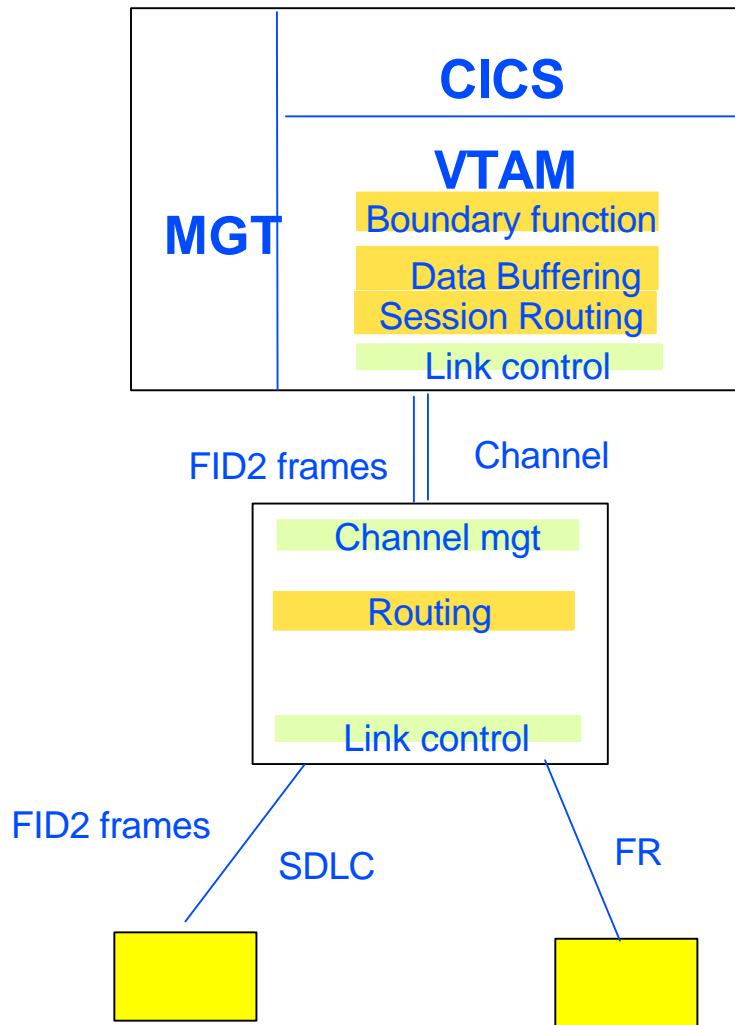 CICS
VTAM
MGT
Boundary function
Data Buffering
Session Routing
Link control
FID2 frames
Channel
Channel mgt
Routing
Link control
FID2 frames
SDLC
FR